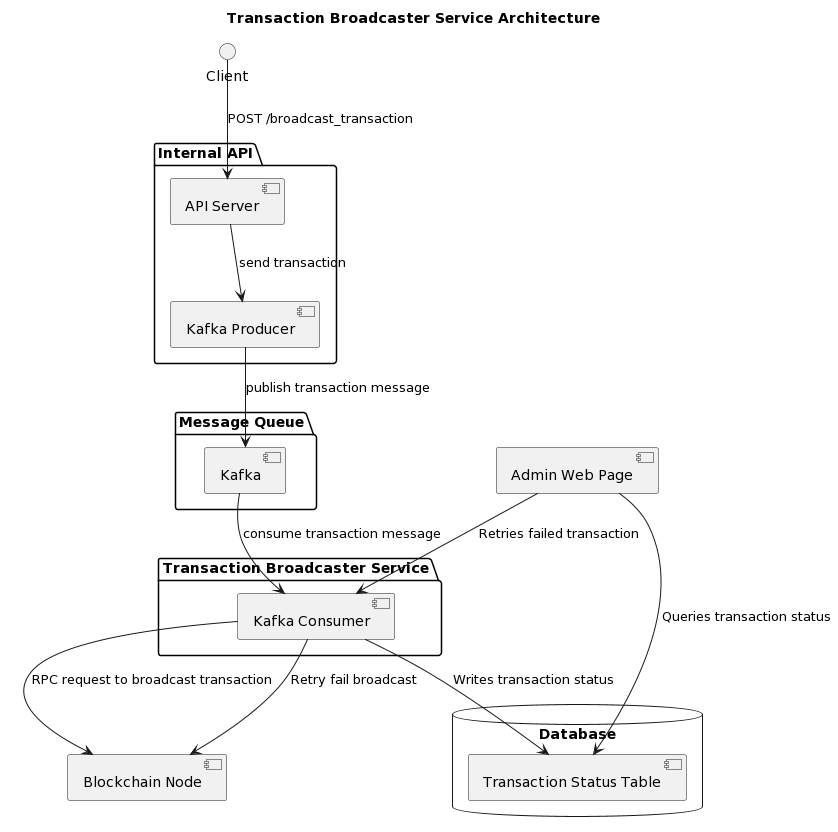 Transaction Broadcaster Service Architecture
Client
POST /broadcast_transaction
Internal API
API Server
send transaction
Kafka Producer
publish transaction message
Message Queue
Kafka
Admin Web Page
consume transaction message
Retries failed transaction
Transaction Broadcaster Service
Kafka Consumer
Queries transaction status
RPC request to broadcast transaction
Retry fail broadcast
Writes transaction status
Database
Blockchain Node
Transaction Status Table